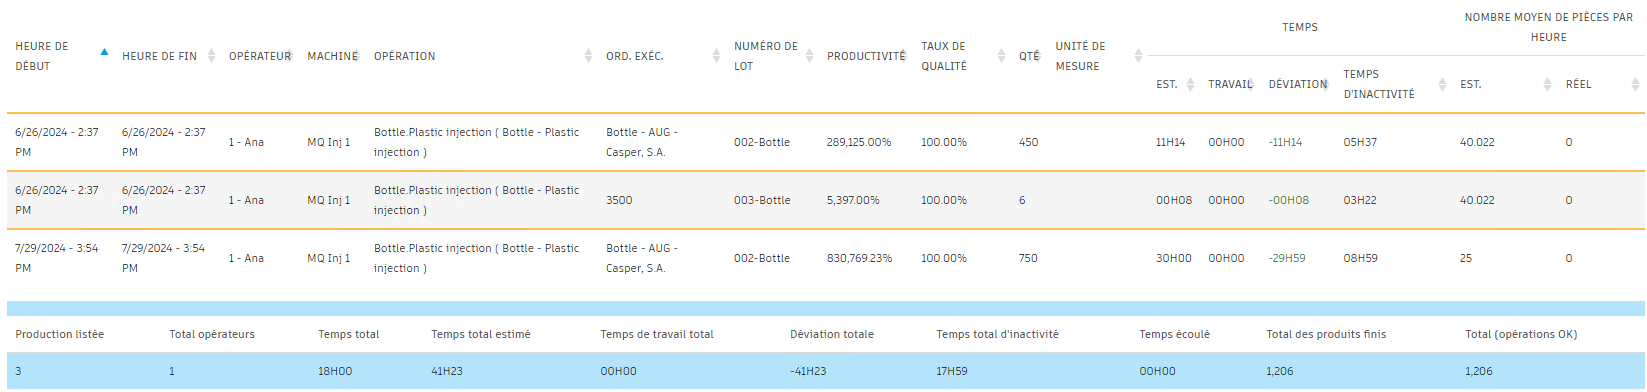 TEMPS
NOMBRE MOYEN DE PIÈCES PAR
HEURE
HEURE DE
DÉBUT
HEURE DE FIN
OPÉRATEUR
MACHINE
OPÉRATION
ORD. EXÉC.
NUMÉRO DE
LOT
PRODUCTIVITÉ
TAUX DE
QUALITÉ
QTÉ
UNITÉ DE
MESURE
EST.
TRAVAIL
DÉVIATION
TEMPS
D'INACTIVITÉ
EST.
RÉEL
6/26/2024 - 2:37
PM
6/26/2024 - 2:37
PM
1 - Ana
MQ Inj 1
Bottle.Plastic injection ( Bottle - Plastic
injection )
Bottle - AUG -
Casper, S.A.
002-Bottle
289,125.00%
100.00%
450
11H14
00H00
-11H14
05H37
40.022
0
6/26/2024 - 2:37
PM
6/26/2024 - 2:37
PM
1 - Ana
MQ Inj 1
Bottle.Plastic injection ( Bottle - Plastic
injection )
3500
003-Bottle
5,397.00%
100.00%
6
00H08
00H00
-00H08
03H22
40.022
0
7/29/2024 - 3:54
PM
7/29/2024 - 3:54
PM
1 - Ana
MQ Inj 1
Bottle.Plastic injection ( Bottle - Plastic
injection )
Bottle - AUG -
Casper, S.A.
002-Bottle
830,769.23%
100.00%
750
30H00
00H00
-29H59
08H59
25
0
Production listée
Total opérateurs
Temps total
Temps total estimé
Temps de travail total
Déviation totale
Temps total d'inactivité
Temps écoulé
Total des produits finis
Total (opérations OK)
3
1
18H00
41H23
00H00
-41H23
17H59
00H00
1,206
1,206